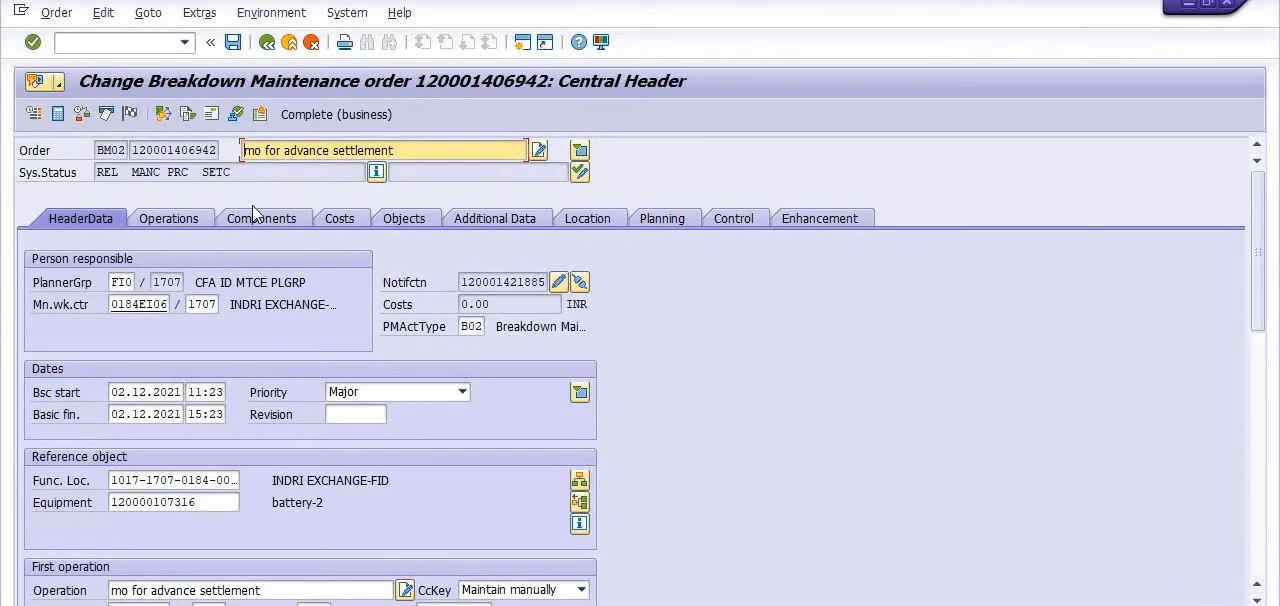 Order Edit Goto Extras Environment System Help
Change Breakdown Maintenance order 120001406942: Central Header
Complete (business)
Order BM02 120001406942 mo for advance settlement
Sys.Status REL MANC PRC SETC
HeaderData Operations Components Costs Objects Additional Data Location Planning Control Enhancement
Person responsible
PlannerGrp FI0 / 1707 CFA ID MTCE PLGRP Notifctn 120001421885
Mn.wk.ctr 0184EI06 / 1707 INDRI EXCHANGE-... Costs 0.00 INR
PMActType B02 Breakdown Mai...
Dates
Bsc start 02.12.2021 11:23 Priority Major
Basic fin. 02.12.2021 15:23 Revision
Reference object
Func. Loc. 1017-1707-0184-00... INDRI EXCHANGE-FID
Equipment 120000107316 battery-2
First operation
Operation mo for advance settlement CcKey Maintain manually